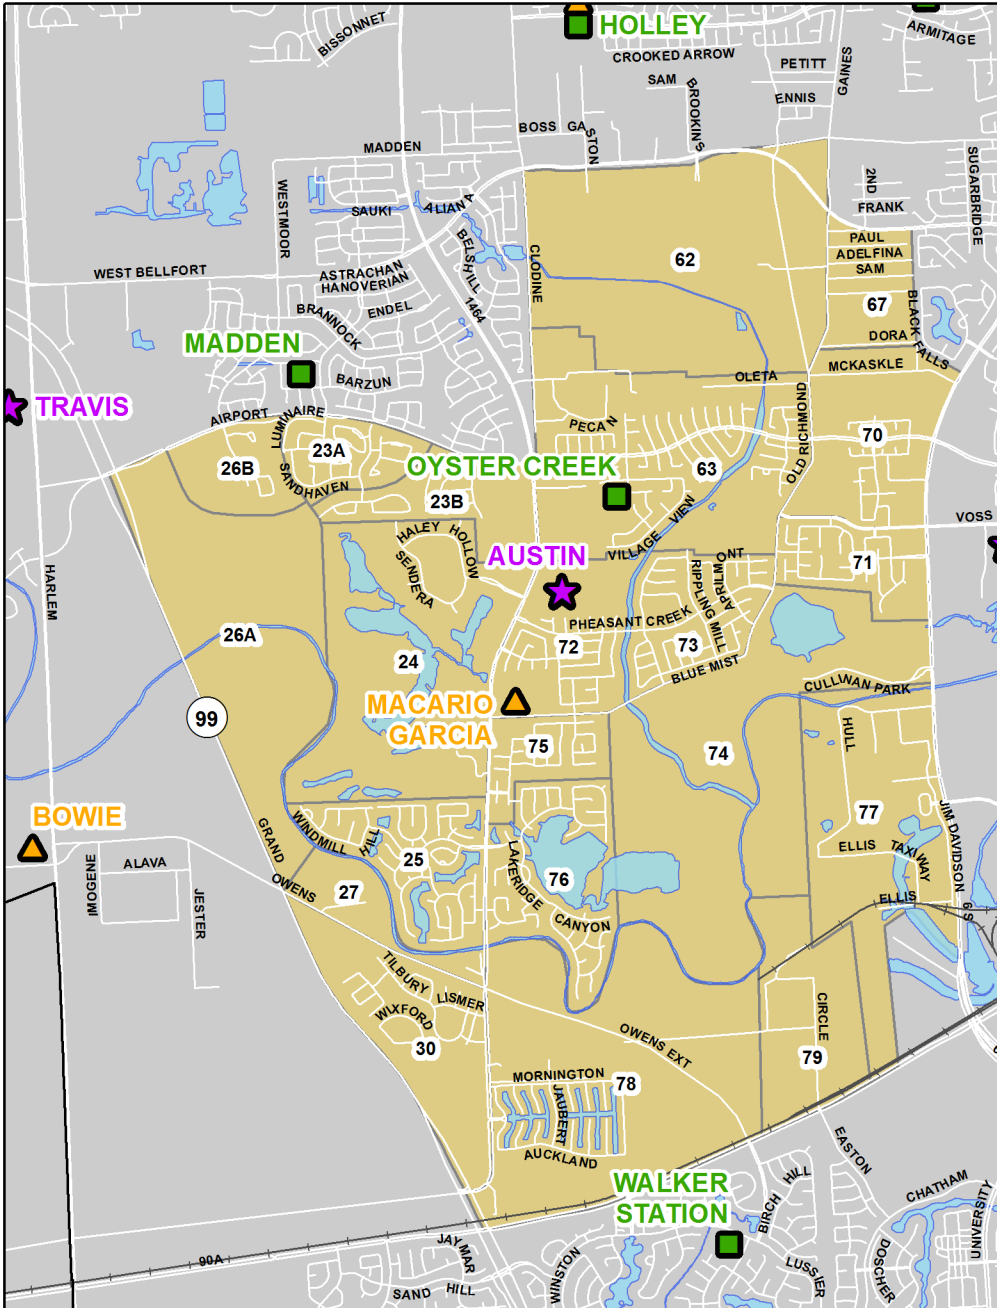 HOLLEY
BISSONNET
ARMITAGE
CROOKED ARROW
PETITT
GAINES
SAM
BROOKIN'S
ENNIS
BOSS GASTON
MADDEN
SUGARBRIDGE
2ND
WESTMOOR
FRANK
SAUKI
ALIANA
PAUL
BELSHILL
ADELFINA
CLODINE
62
SAM
WEST BELLFORT
ASTRACHAN
HANOVERIAN
67
BLACK FALLS
ENDEL
BRANNOCK
1464
DORA
MADDEN
MCKASKLE
BARZUN
OLETA
TRAVIS
AIRPORT
LUMINAIRE
PECAN
OLD RICHMOND
70
23A
26B
OYSTER CREEK
63
SANDHAVEN
23B
VIEW
VOSS
HALEY
HOLLOW
VILLAGE
AUSTIN
ONT
71
SENDERA
RIPPLING MILL
APRILMONT
HARLEM
PHEASANT CREEK
26A
72
73
24
BLUE MIST
CULLWAN PARK
MACARIO
GARCIA
99
HULL
75
74
BOWIE
GRAND
WINDMILL
HILL
77
JIM DAVIDSON
ELLIS
TAXIWAY
ALAVA
IMOGENE
25
LAKERIDGE
76
OWENS
27
JESTER
ELLIS
CANYON
6 S
TILBURY
LISMER
WIXFORD
CIRCLE
30
OWENS EXT
79
MORNINGTON
78
JAUBERT
AUCKLAND
EASTON
WALKER
STATION
HILL
BIRCH
CHATHAM
UNIVERSITY
JAY MAR
90A
WINSTON
LUSSIER
DOSCHER
SAND HILL